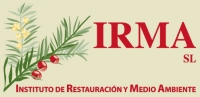 IRMA
SL
INSTITUTO DE RESTAURACIÓN Y MEDIO AMBIENTE